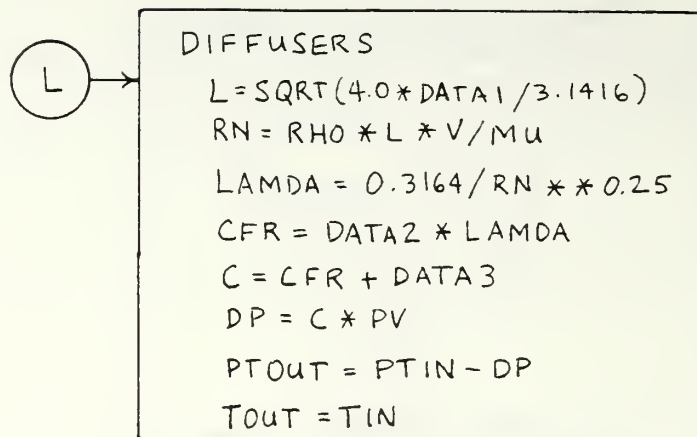 L
DIFFUSERS
L=SQRT(4.0*DATA1/3.1416)
RN = RHO * L * V/MU
LAMDA = 0.3164/RN * * 0.25
CFR = DATA2 * LAMDA
C = CFR + DATA3
DP = C * PV
PTOUT = PTIN - DP
TOUT = TIN